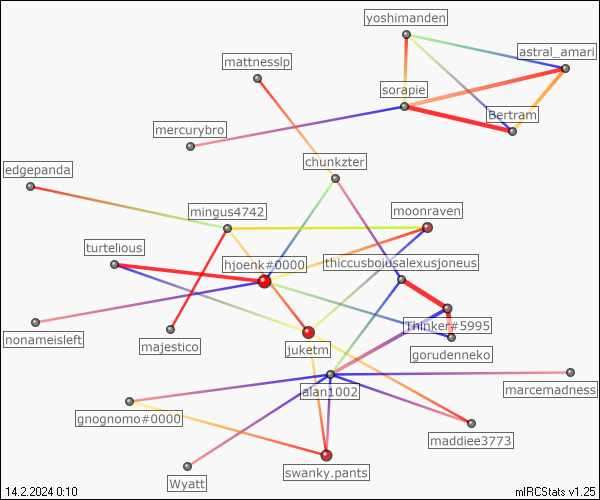 yoshimanden
astral_amari
mattnesslp
sorapie
Bertram
mercurybro
chunkzter
edgepanda
mingus4742
moonraven
turtelious
hjoenk#0000
thiccusboiusalexusjoneus
nonameisleft
majestico
Thinker#5995
juketm
gorudenneko
alan1002
marcemadness
gnognomo#0000
maddiee3773
swanky.pants
Wyatt
14.2.2024 0:10
mIRCStats v1.25